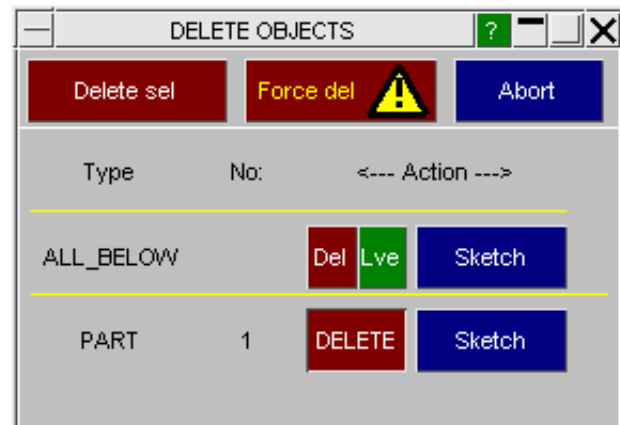 DELETE OBJECTS ?
Delete sel Force del ! Abort
Type No: <--- Action --->
ALL_BELOW Del Lve Sketch
PART 1 DELETE Sketch